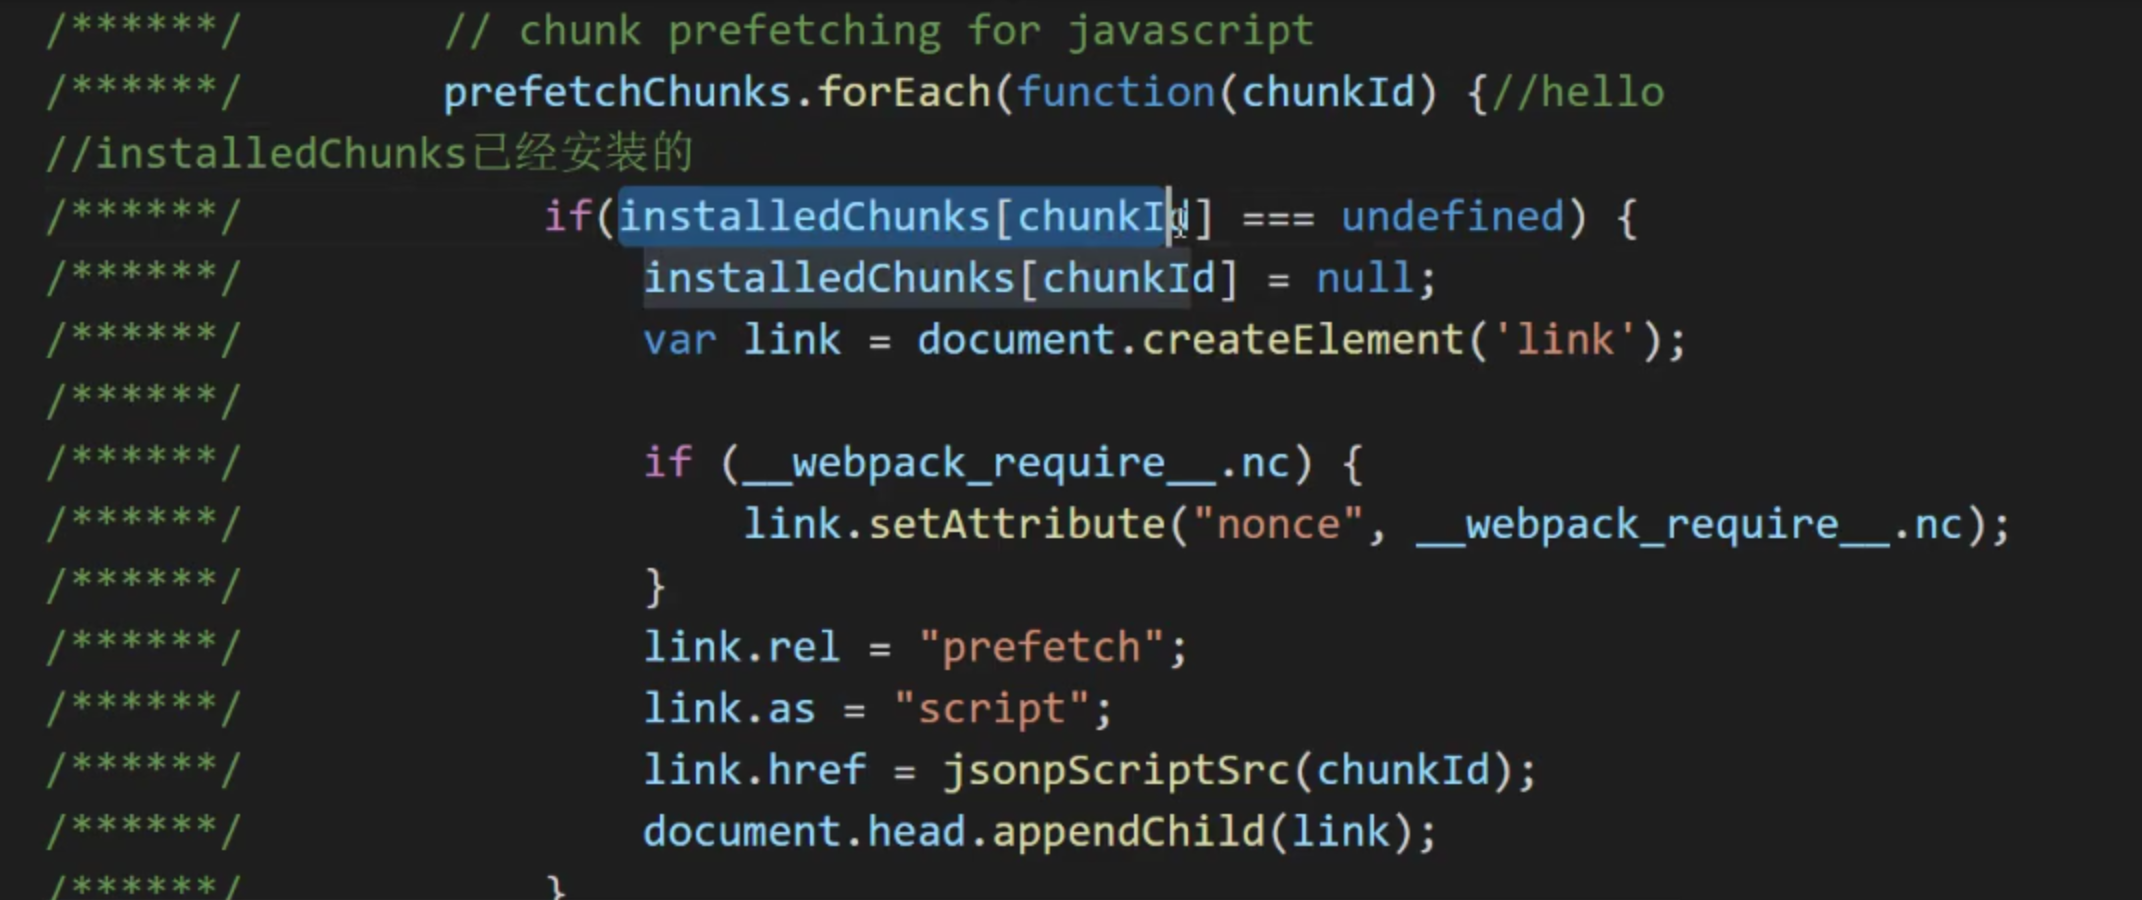 /******/ // chunk prefetching for javascript
/******/ prefetchChunks.forEach(function(chunkId) {//hello
//installedChunks已经安装的
/******/ if(installedChunks[chunkId] === undefined) {
/******/ installedChunks[chunkId] = null;
/******/ var link = document.createElement('link');
/******/
/******/ if (__webpack_require__.nc) {
/******/ link.setAttribute("nonce", __webpack_require__.nc);
/******/ }
/******/ link.rel = "prefetch";
/******/ link.as = "script";
/******/ link.href = jsonpScriptSrc(chunkId);
/******/ document.head.appendChild(link);
/******/ }